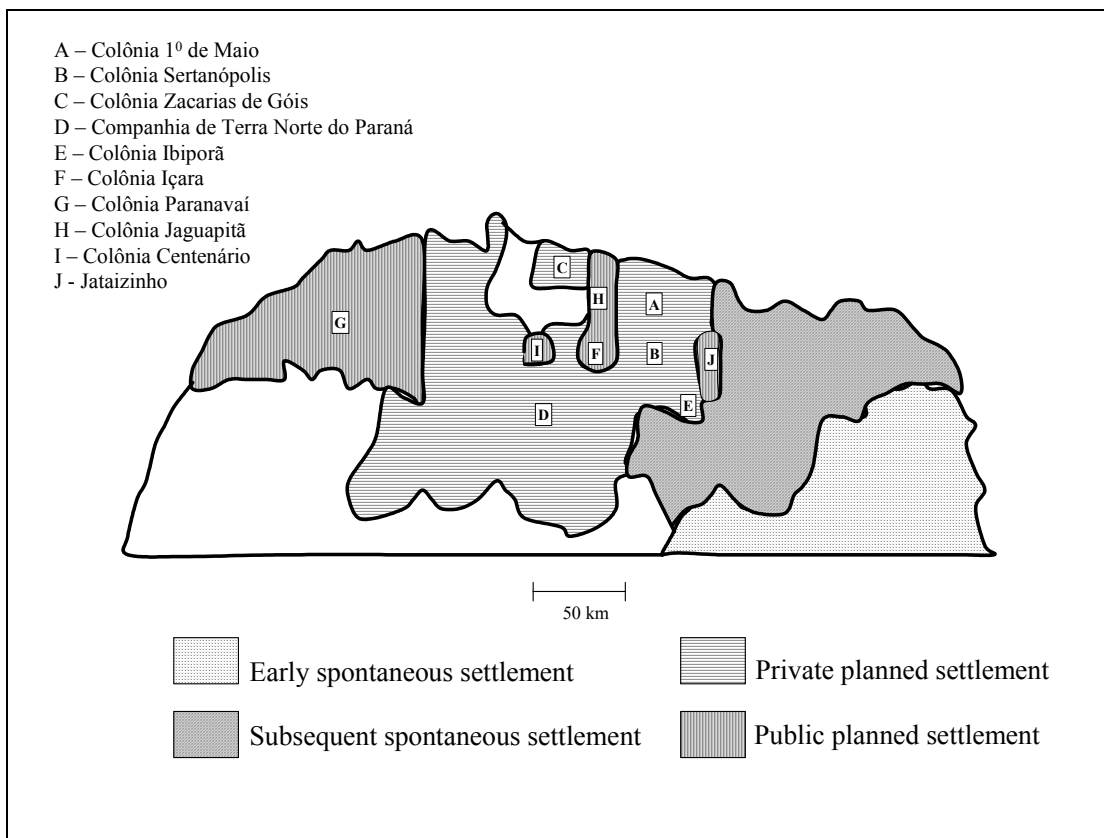 A – Colônia 1⁰ de Maio
B – Colônia Sertanópolis
C – Colônia Zacarias de Góis
D – Companhia de Terra Norte do Paraná
E – Colônia Ibiporã
F – Colônia Içara
G – Colônia Paranavaí
H – Colônia Jaguapitã
I – Colônia Centenário
J - Jataizinho
C
H
A
G
I
F
B
J
E
D
50 km
Early spontaneous settlement
Private planned settlement
Subsequent spontaneous settlement
Public planned settlement